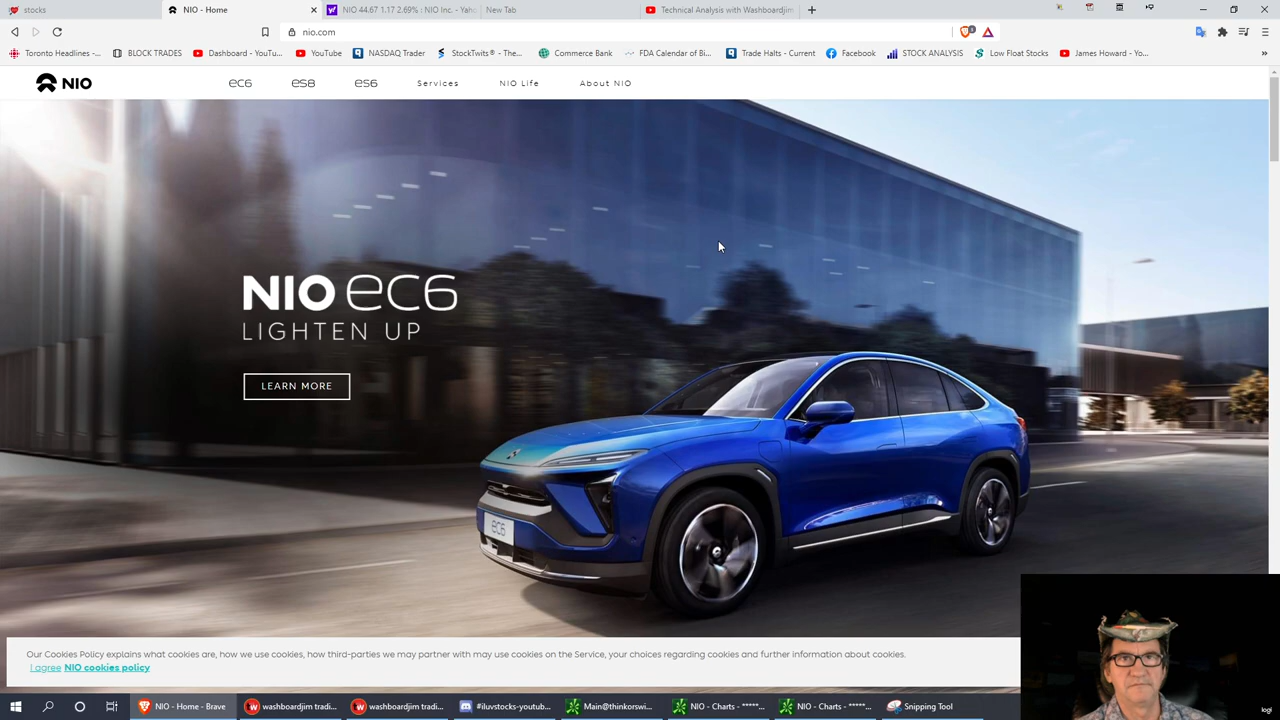 stocks
NIO - Home
NIO 44.67 1.17 2.69% : NIO Inc. - Yaho
New Tab
Technical Analysis with Washboardjim
nio.com
Toronto Headlines -...
BLOCK TRADES
Dashboard - YouTu...
YouTube
NASDAQ Trader
StockTwits® - The...
Commerce Bank
FDA Calendar of Bi...
Trade Halts - Current
Facebook
STOCK ANALYSIS
Low Float Stocks
James Howard - Yo...
NIO
ec6
es8
es6
Services
NIO Life
About NIO
NIO ec6
LIGHTEN UP
LEARN MORE
ec6
Our Cookies Policy explains what cookies are, how we use cookies, how third-parties we may partner with may use cookies on the Service, your choices regarding cookies and further information about cookies.
I agree NIO cookies policy
NIO - Home - Brave
washboardjim tradi...
washboardjim tradi...
#iluvstocks-youtub...
Main@thinkorswi...
NIO - Charts - *****...
NIO - Charts - *****...
Snipping Tool
logi